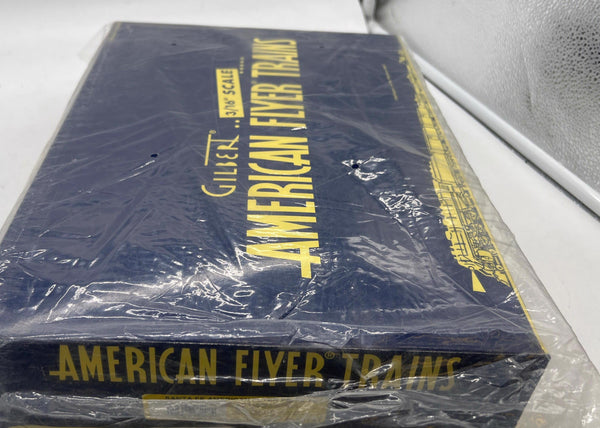 GILBERT® ... 3/16" SCALE
AMERICAN FLYER TRAINS
AMERICAN FLYER® TRAINS